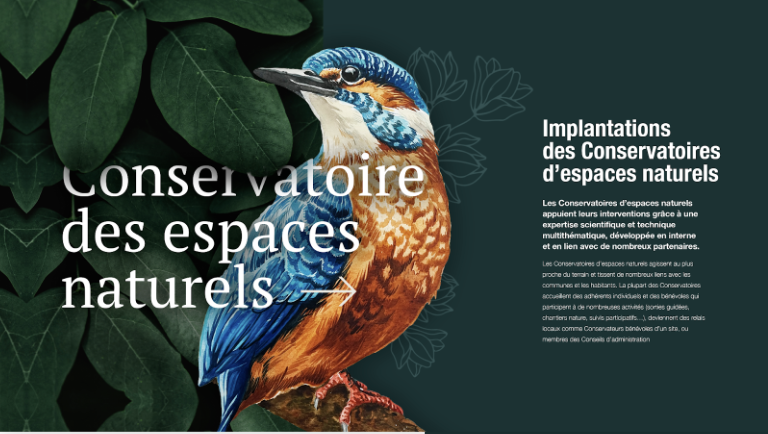 Conservatoire
des espaces
naturels
Implantations
des Conservatoires
d'espaces naturels
Les Conservatoires d'espaces naturels
appuient leurs interventions grâce à une
expertise scientifique et technique
multithématique, développée en interne
et en lien avec de nombreux partenaires.
Les Conservatoires d'espaces naturels agissent au plus
proche du terrain et tissent de nombreux liens avec les
communes et les habitants. La plupart des Conservatoires
accueillent des adhérents individuels et des bénévoles qui
participent à de nombreuses activités (sorties guidées,
chantiers nature, suivis participatifs…), deviennent des relais
locaux comme Conservateurs bénévoles d'un site, ou
membres des Conseils d'administration